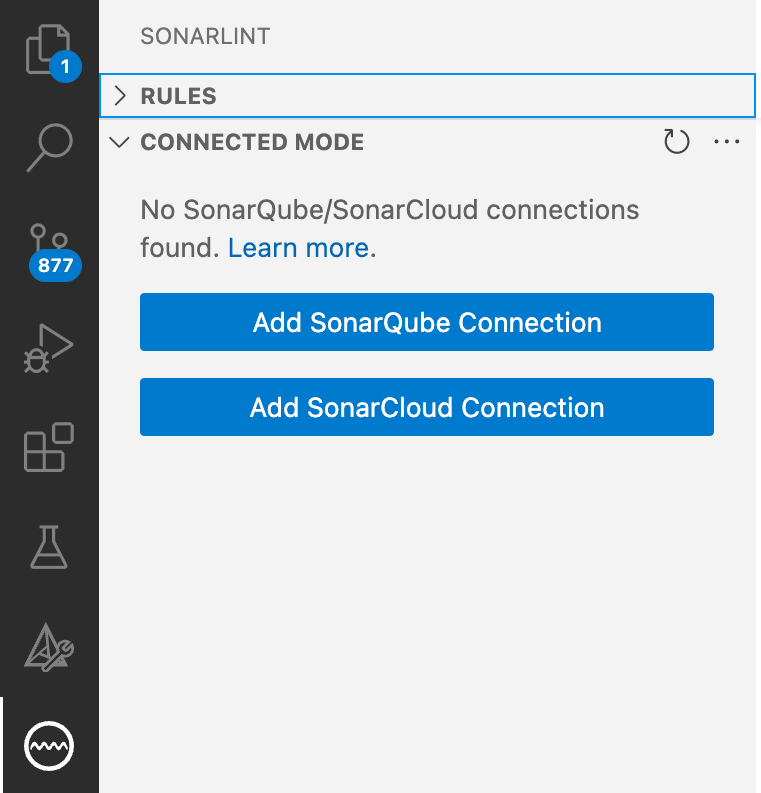 SONARLINT
1
RULES
CONNECTED MODE
No SonarQube/SonarCloud connections
found. Learn more.
877
Add SonarQube Connection
Add SonarCloud Connection